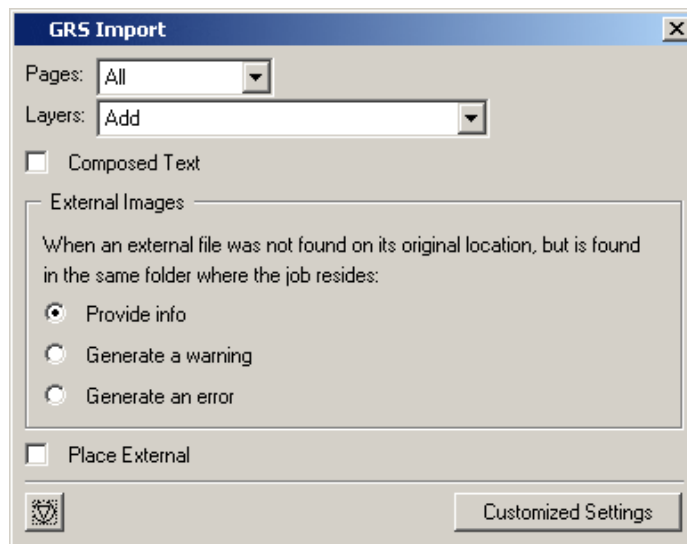 GRS Import
Pages: All
Layers: Add
Composed Text
External Images
When an external file was not found on its original location, but is found
in the same folder where the job resides:
Provide info
Generate a warning
Generate an error
Place External
Customized Settings